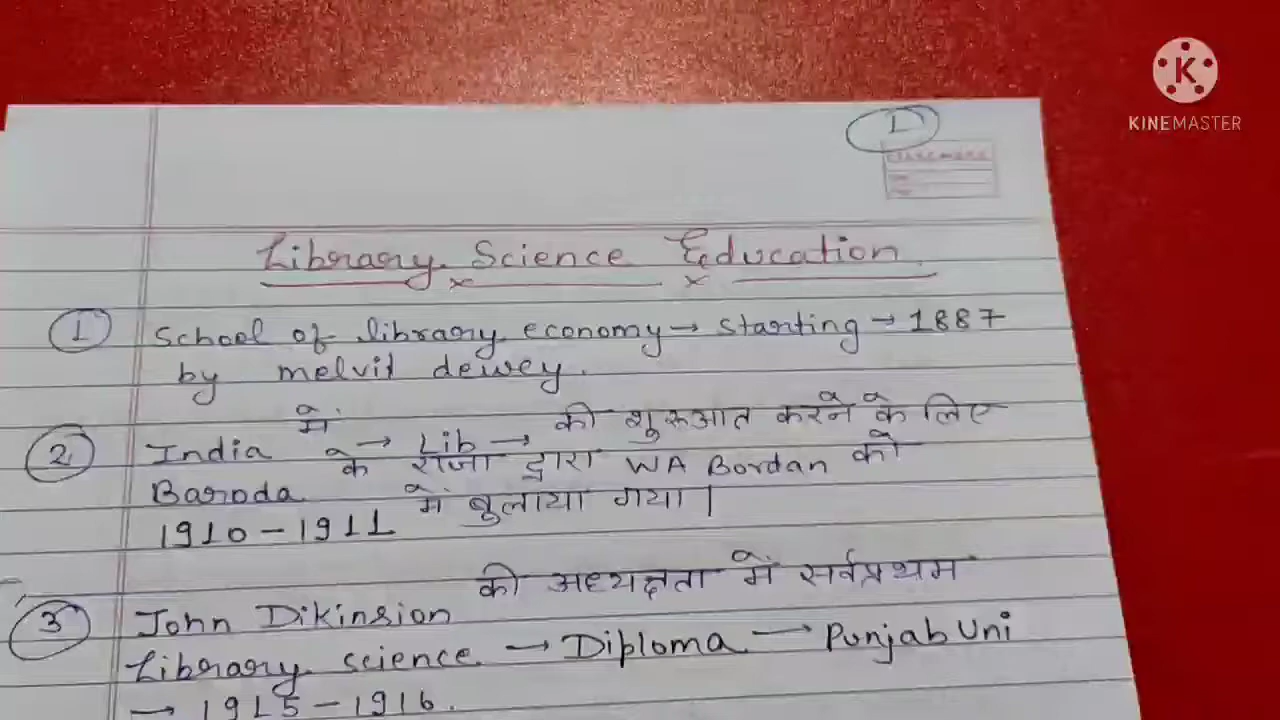 KINEMASTER
1
Library Science Education.
1 School of library economy → starting → 1887
by melvil dewey.
2 India में → Lib → की शुरूआत करने के लिए
Baroda के राजा द्वारा WA Bordan को
1910-1911 में बुलाया गया |
3 John Dikinsion की अध्यक्षता में सर्वप्रथम
Library science → Diploma → Punjab Uni
→ 1915-1916.